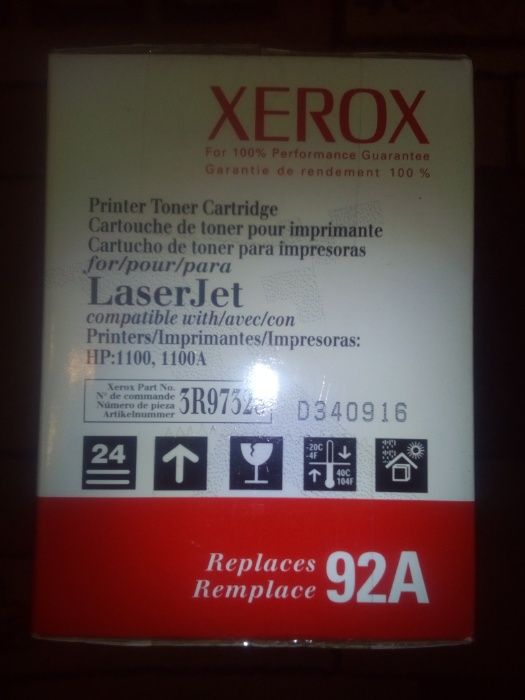 XEROX
For 100% Performance Guarantee
Garantie de rendement 100 %
Printer Toner Cartridge
Cartouche de toner pour imprimante
Cartucho de toner para impresoras
for/pour/para
LaserJet
compatible with/avec/con
Printers/Imprimantes/Impresoras:
HP:1100, 1100A
Xerox Part No.
N° de commande
Número de pieza
Artikelnummer
D340916
24
-20C
-4F
40C
104F
Replaces
Remplace
92A